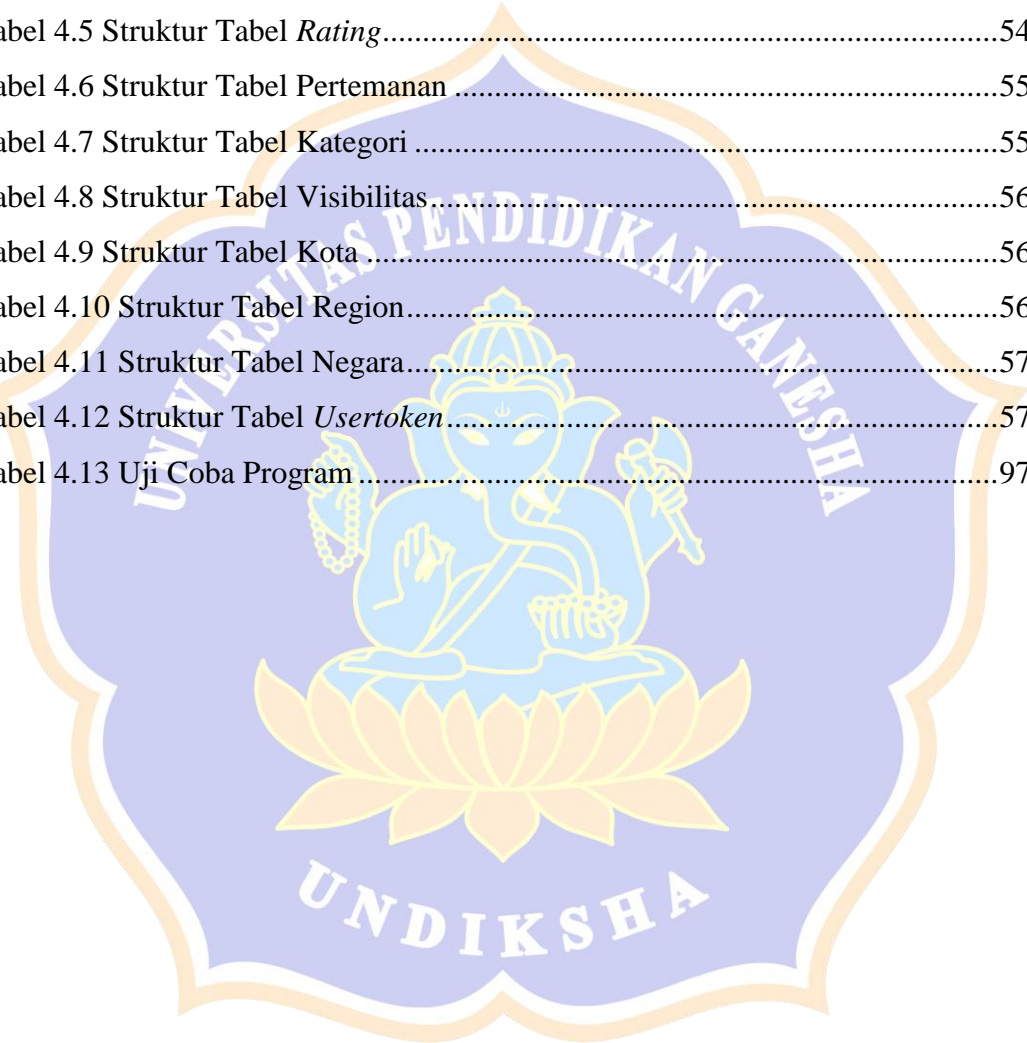 abel 4.5 Struktur Tabel Rating..........54
abel 4.6 Struktur Tabel Pertemanan..........55
abel 4.7 Struktur Tabel Kategori..........55
abel 4.8 Struktur Tabel Visibilitas..........56
abel 4.9 Struktur Tabel Kota..........56
abel 4.10 Struktur Tabel Region..........56
abel 4.11 Struktur Tabel Negara..........57
abel 4.12 Struktur Tabel Usertoken..........57
abel 4.13 Uji Coba Program..........97
UNIVERSITAS PENDIDIKAN GANESHA
UNDIKSHA